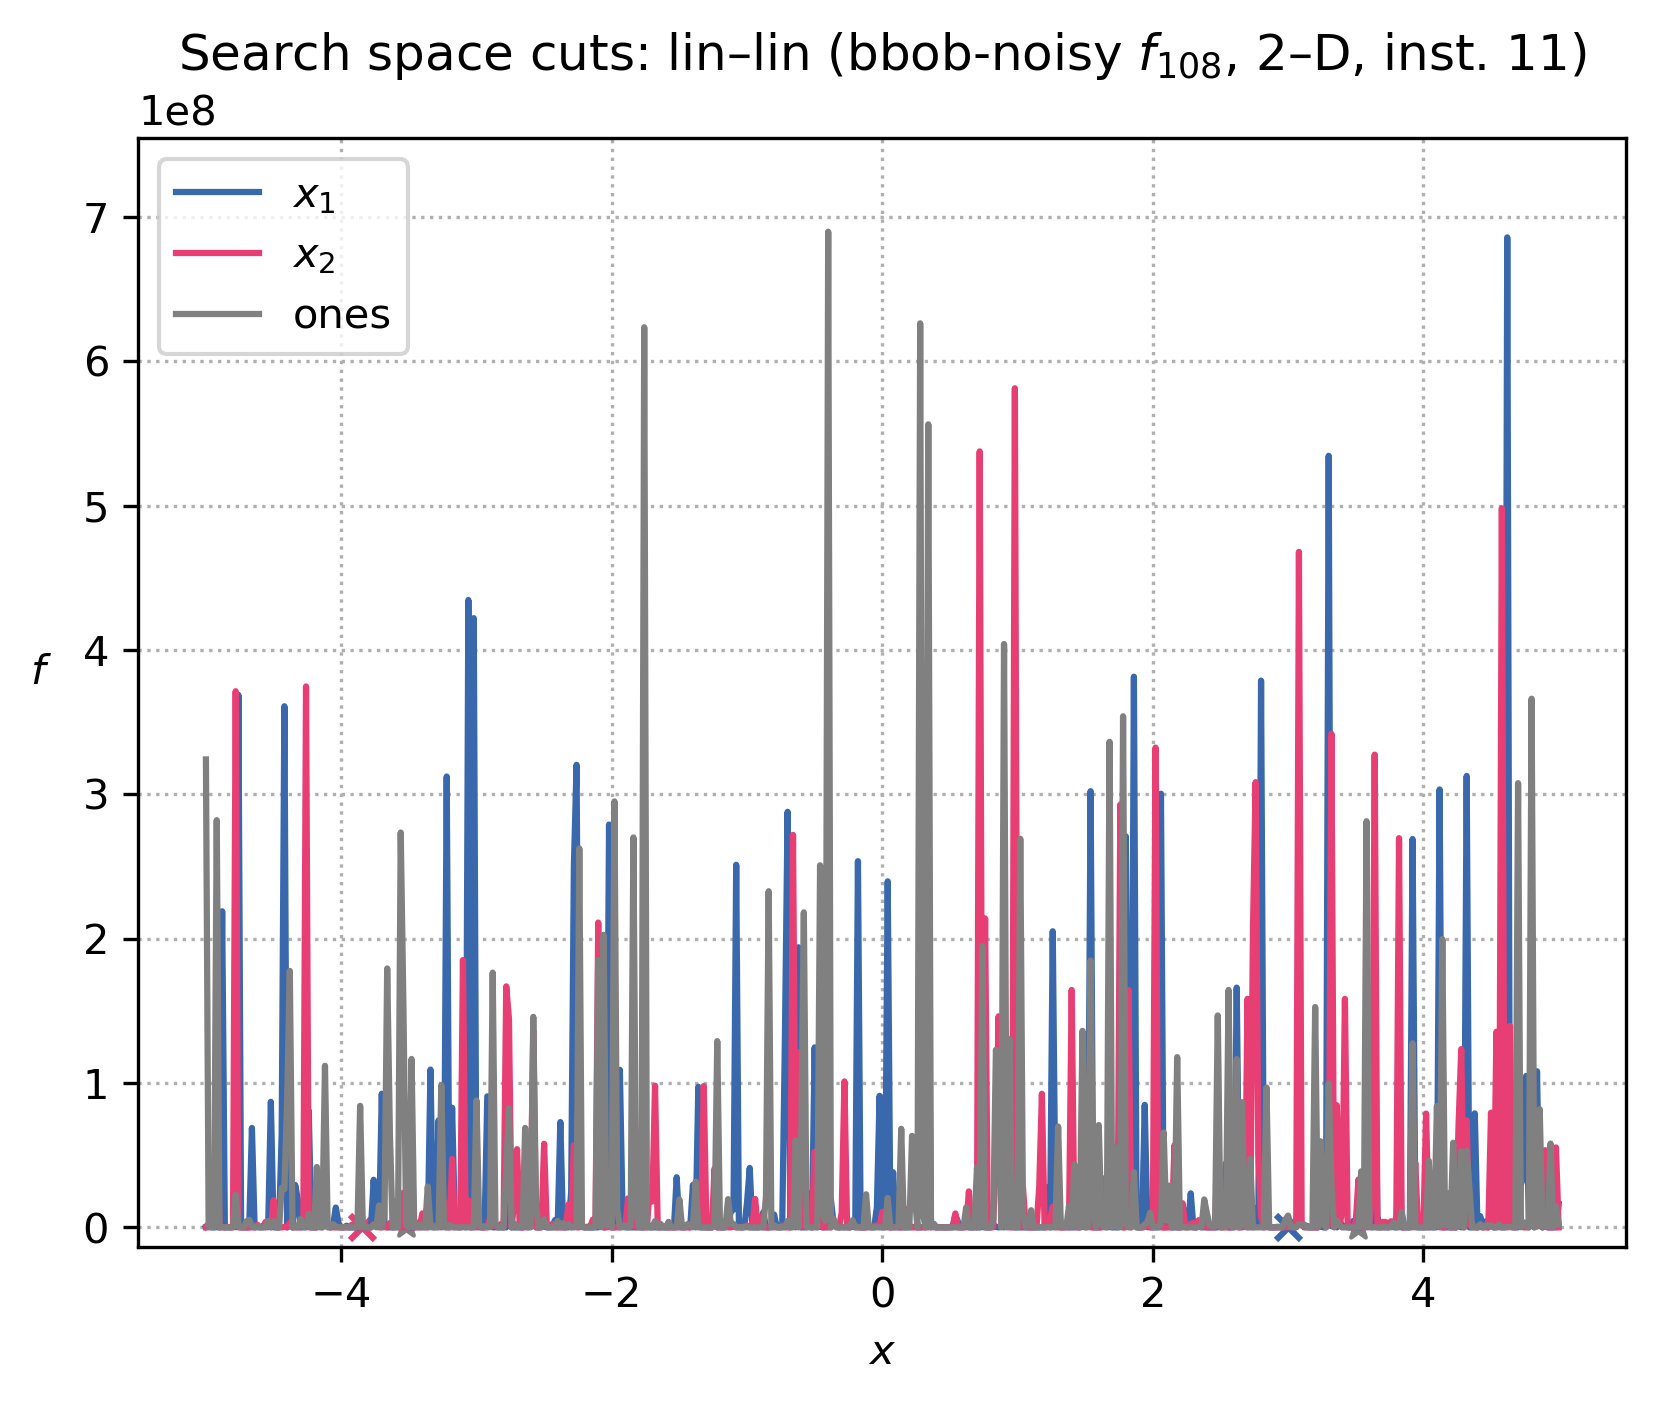 Search space cuts: lin–lin (bbob-noisy f₁₀₈, 2–D, inst. 11)
1e8
x₁
x₂
ones
7
6
5
4
3
2
1
0
f
−4 −2 0 2 4
x